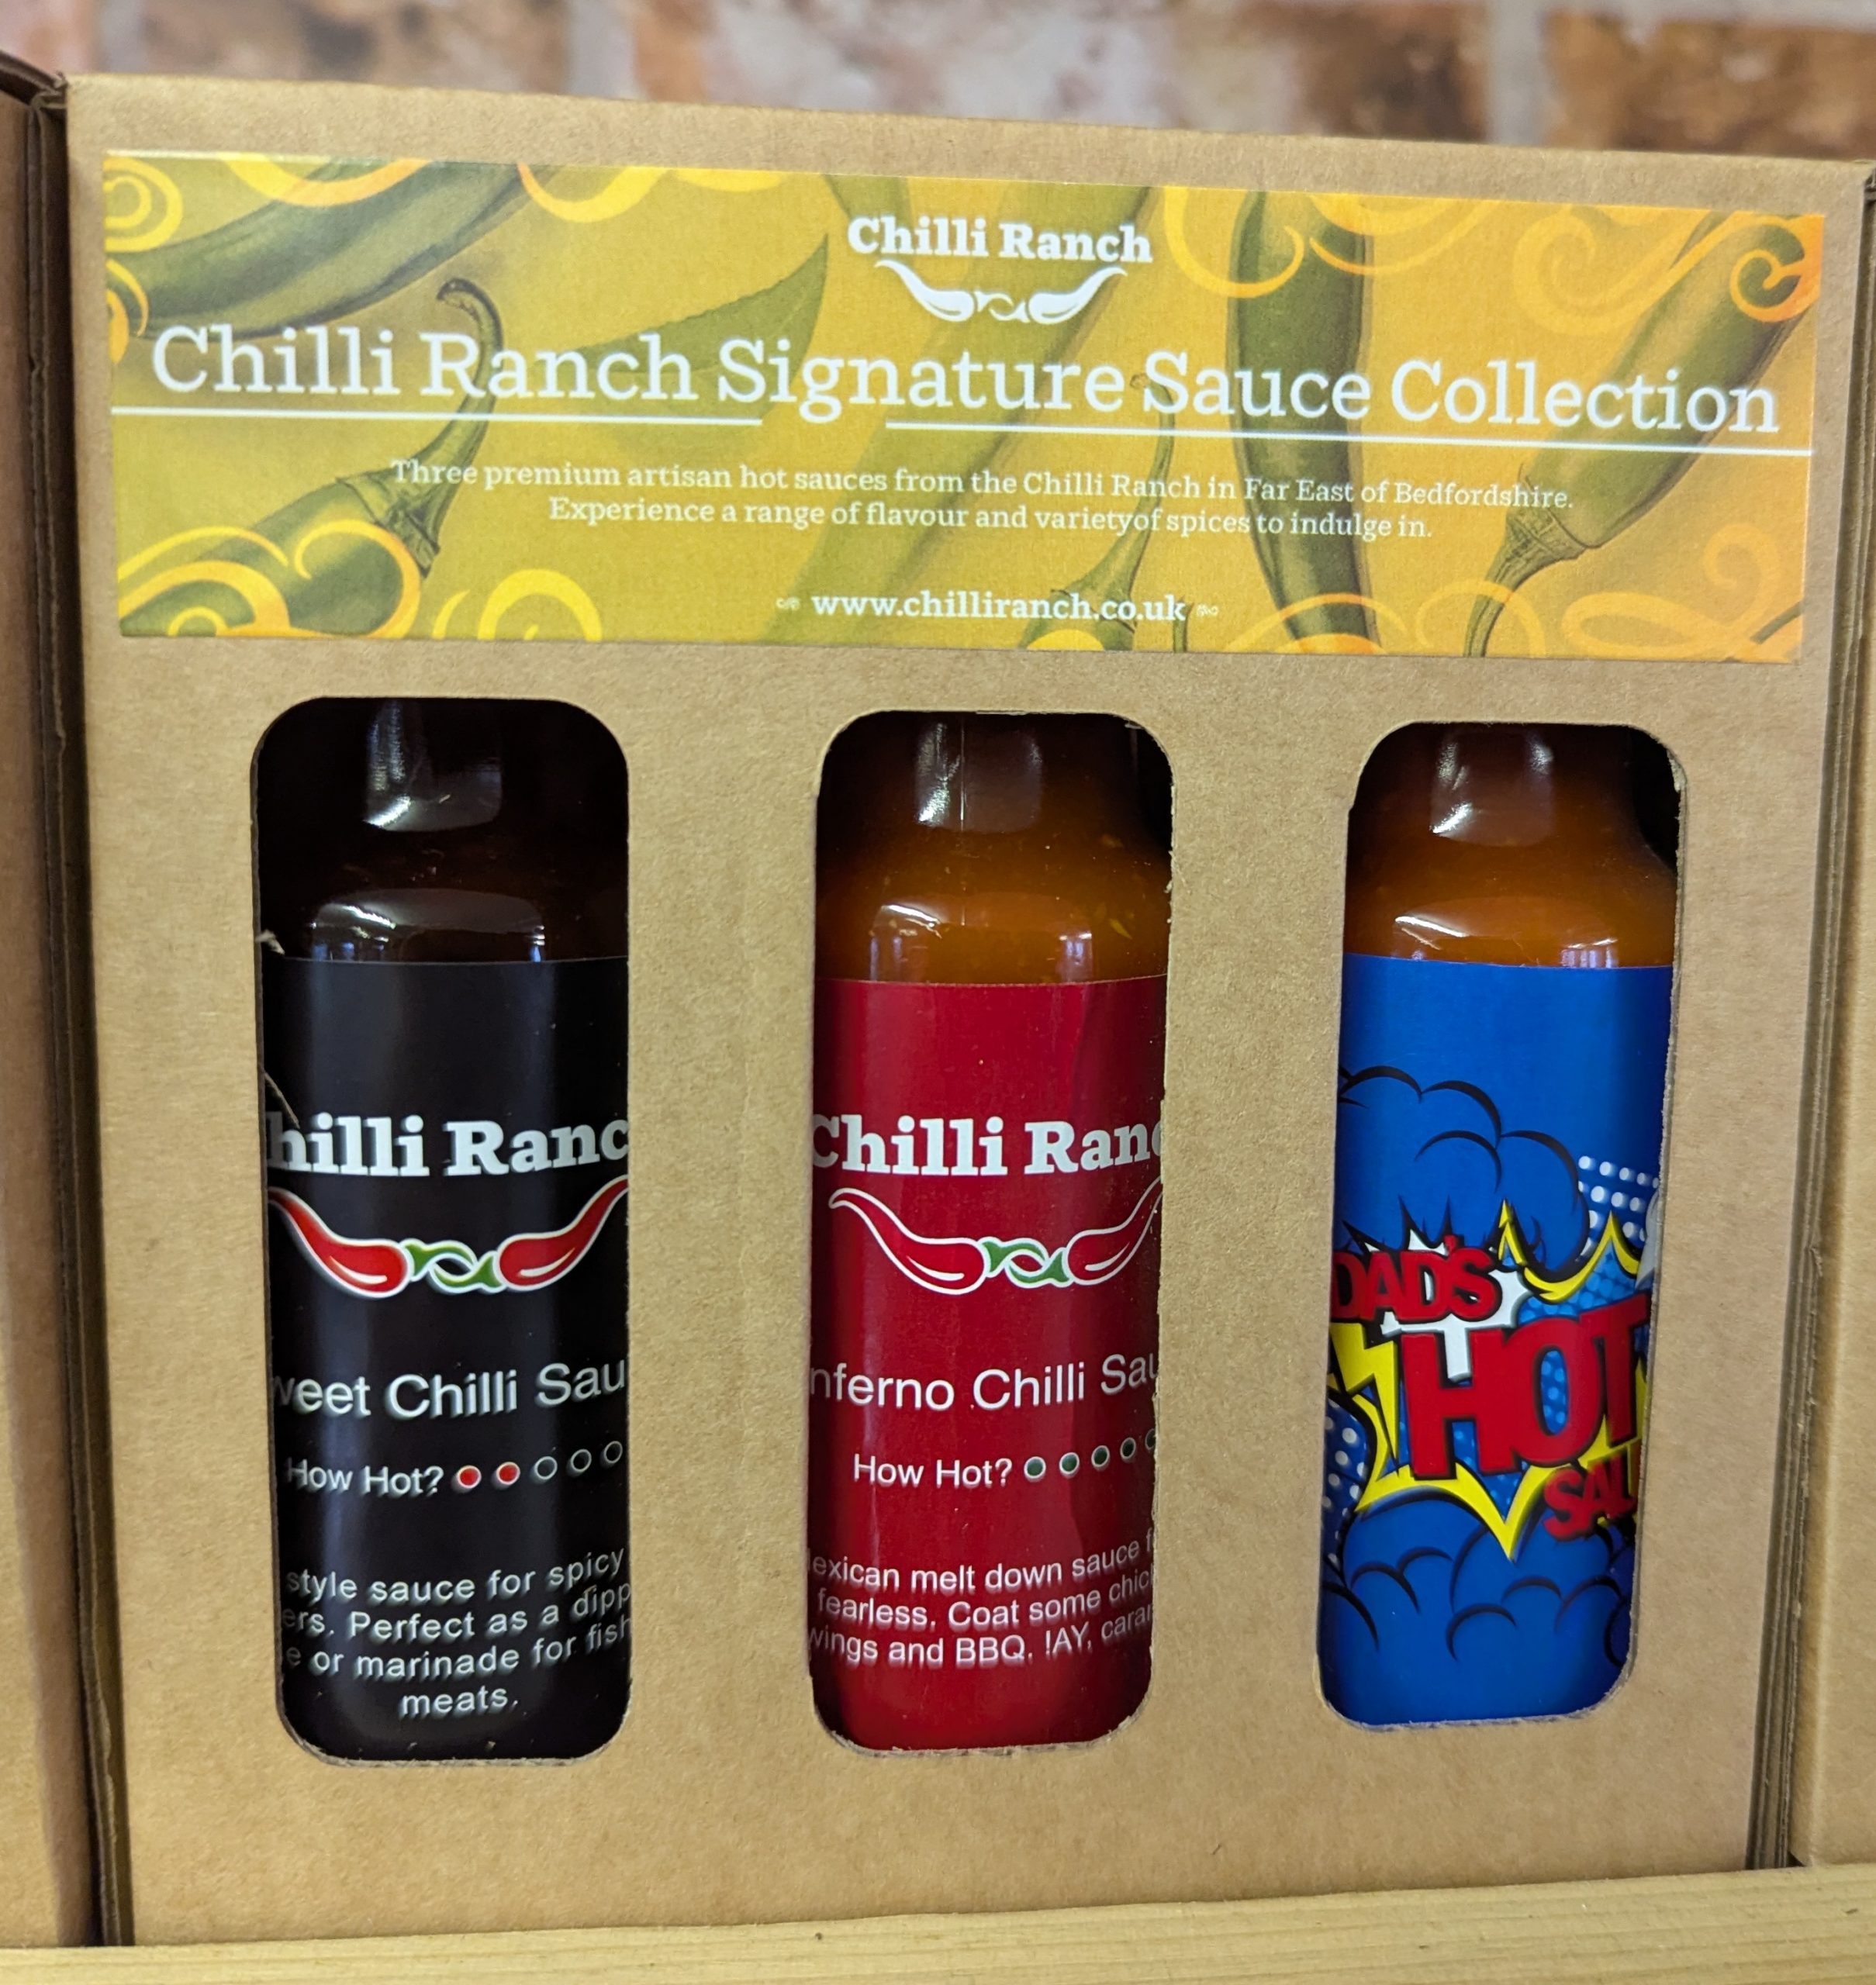 Chilli Ranch
Chilli Ranch Signature Sauce Collection
Three premium artisan hot sauces from the Chilli Ranch in Far East of Bedfordshire.
Experience a range of flavour and varietyof spices to indulge in.
www.chilliranch.co.uk
hilli Ranc
weet Chilli Sau
How Hot?
style sauce for spicy
ers. Perfect as a dipp
e or marinade for fish
meats.
Chilli Ranc
nferno Chilli Sau
How Hot?
exican melt down sauce f
fearless. Coat some chic
wings and BBQ. !AY, caram
DAD'S
HOT
SAU